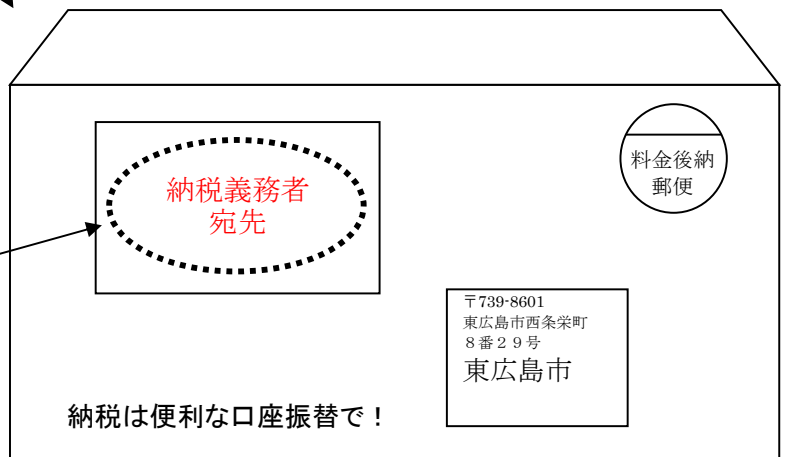 納税義務者
宛先
料金後納
郵便
〒739-8601
東広島市西条栄町
８番２９号
東広島市
納税は便利な口座振替で！